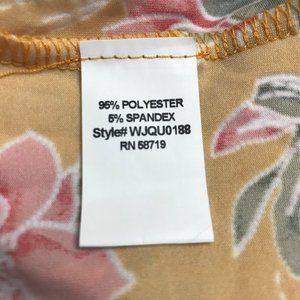 95% POLYESTER
5% SPANDEX
Style# WJQU0188
RN 58719